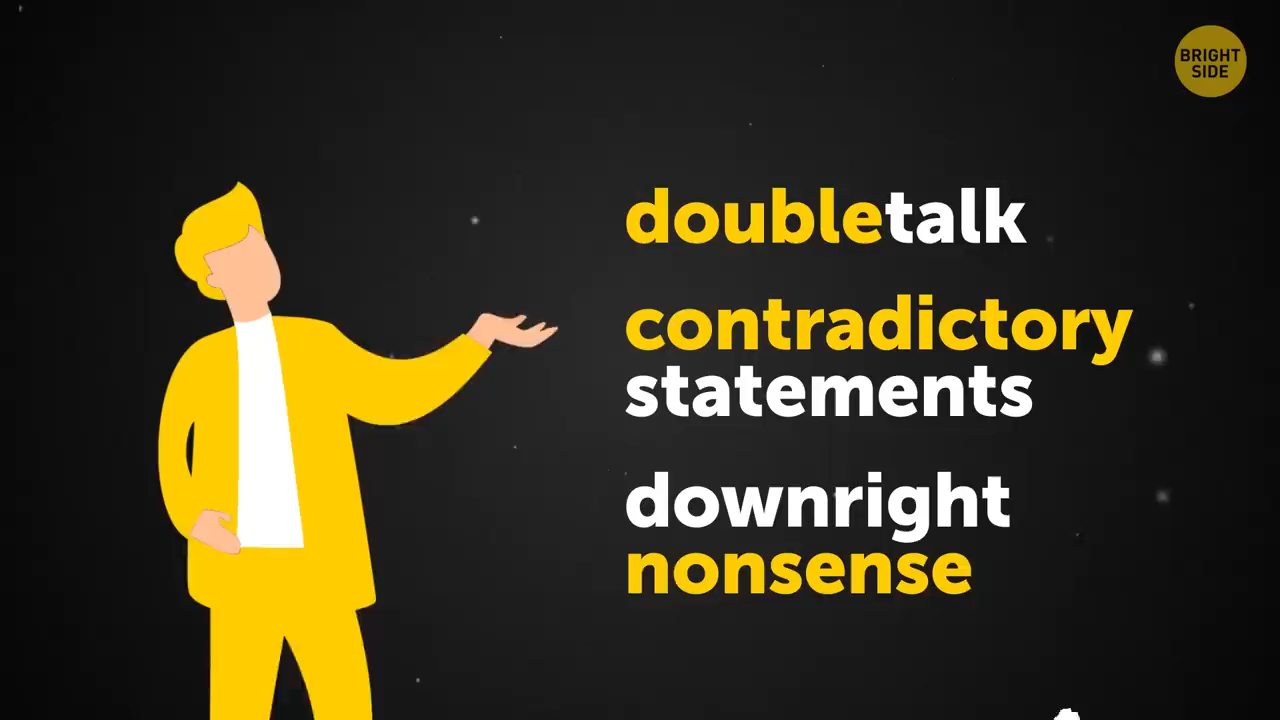 BRIGHT
SIDE
doubletalk
contradictory
statements
downright
nonsense